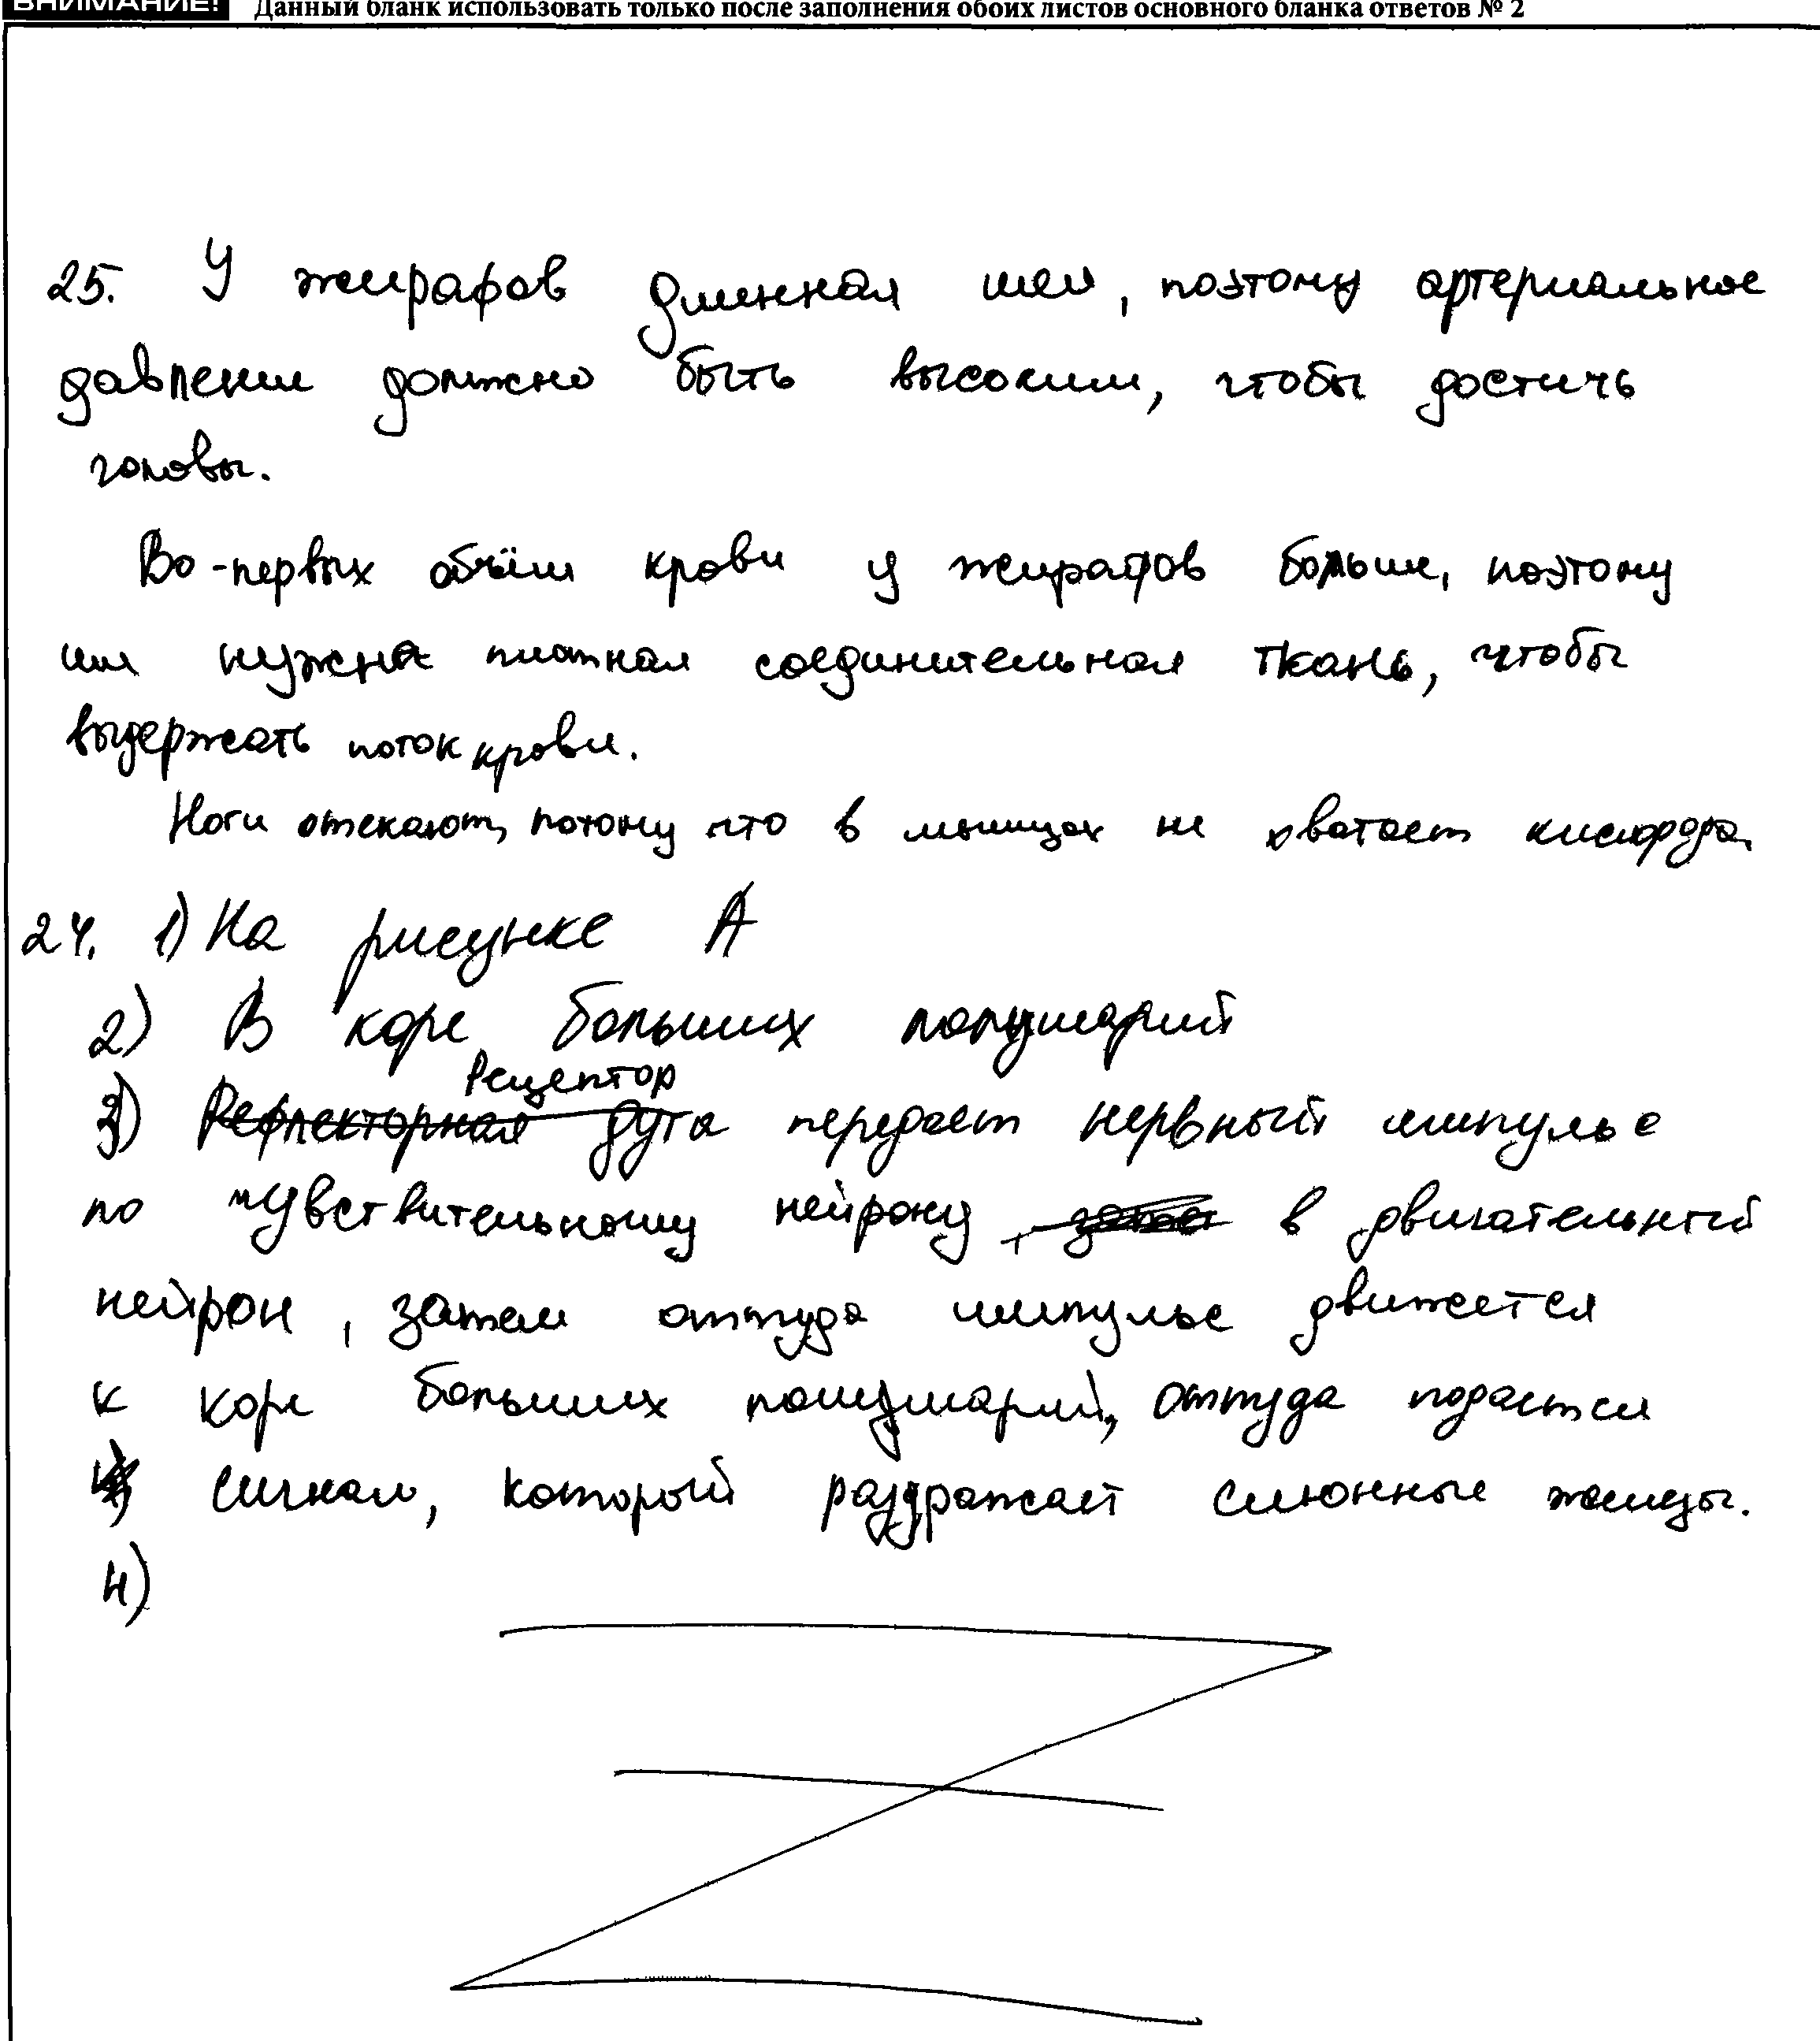 ВНИМАНИЕ! Данный бланк использовать только после заполнения обоих листов основного бланка ответов № 2
25. У жирафов длинная шея, поэтому артериальное
давление должно быть высоким, чтобы достичь
головы.
Во-первых объём крови у жирафов больше, поэтому
им нужна плотная соединительная ткань, чтобы
выдержать поток крови.
Ноги отекают, потому что в мышцах не хватает кислорода.
24. 1) На рисунке А
2) В коре больших полушарий
Рецептор
3) Рефлекторная дуга передает нервный импульс
по чувствительному нейрону, в двигательный
нейрон, затем оттуда импульс движется
к коре больших полушарий, оттуда подается
сигнал, который раздражает слюнные железы.
4)